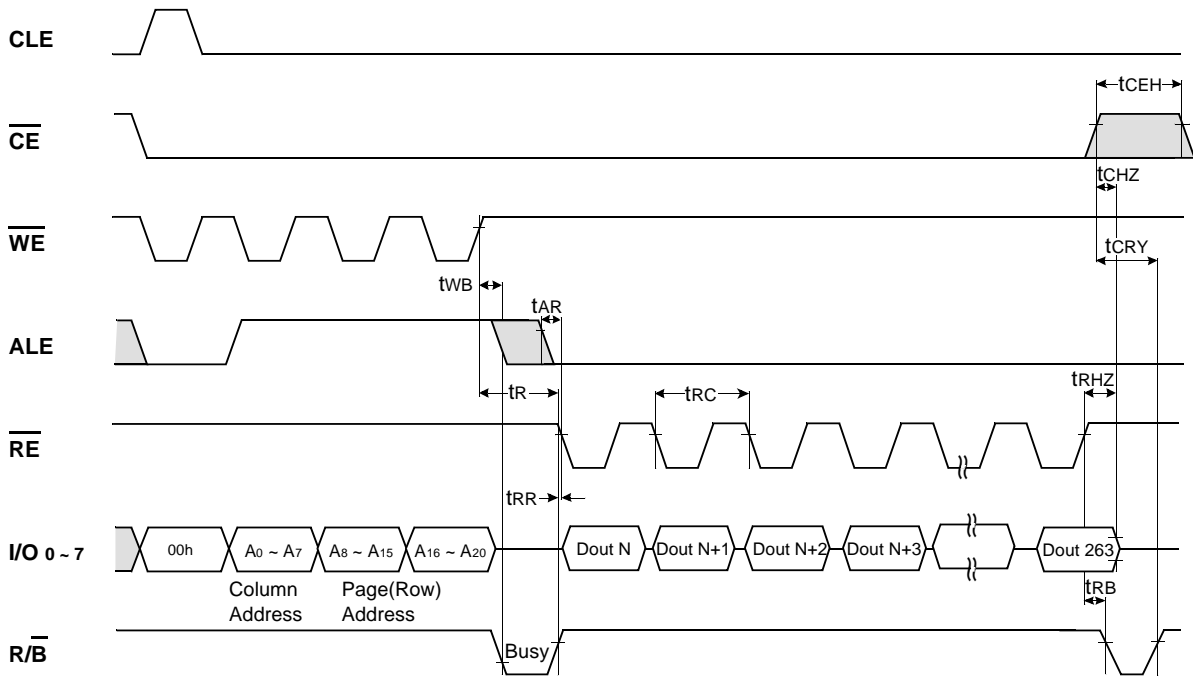 CLE
tCEH
CE
tCHZ
WE
tCRY
tWB
tAR
ALE
tR
tRC
tRHZ
RE
tRR
I/O 0 ~ 7
00h
A0 ~ A7
A8 ~ A15
A16 ~ A20
Dout N
Dout N+1
Dout N+2
Dout N+3
Dout 263
Column
Address
Page(Row)
Address
tRB
R/B
Busy